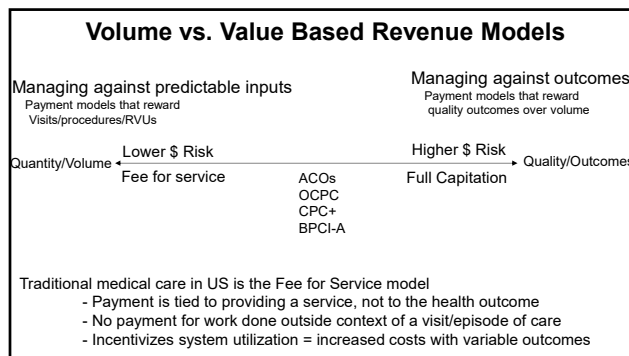 Volume vs. Value Based Revenue Models
Managing against predictable inputs
Payment models that reward
Visits/procedures/RVUs
Managing against outcomes
Payment models that reward
quality outcomes over volume
Quantity/Volume
Lower $ Risk
Higher $ Risk
Quality/Outcomes
Fee for service
Full Capitation
ACOs
OCPC
CPC+
BPCI-A
Traditional medical care in US is the Fee for Service model
- Payment is tied to providing a service, not to the health outcome
- No payment for work done outside context of a visit/episode of care
- Incentivizes system utilization = increased costs with variable outcomes